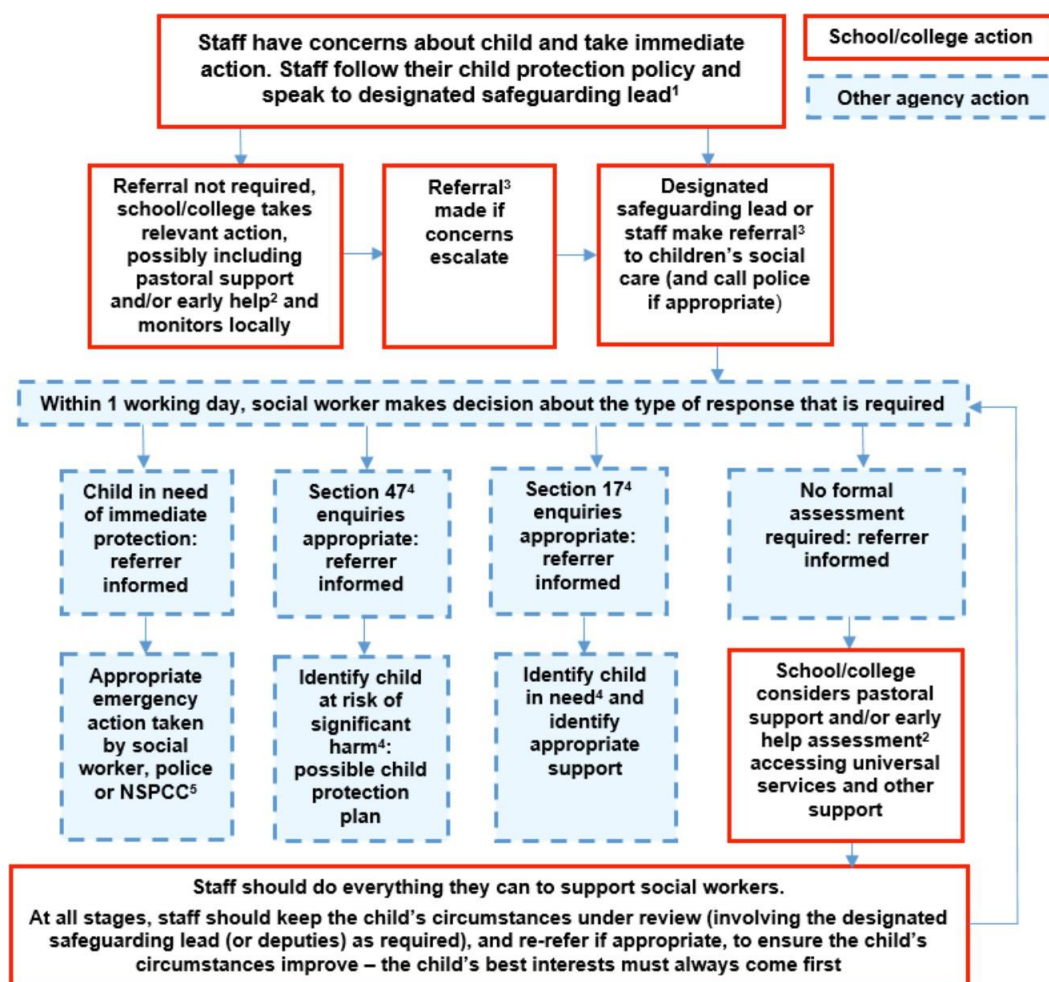 Staff have concerns about child and take immediate
action. Staff follow their child protection policy and
speak to designated safeguarding lead¹
School/college action
Other agency action
Referral not required,
school/college takes
relevant action,
possibly including
pastoral support
and/or early help² and
monitors locally
Referral³
made if
concerns
escalate
Designated
safeguarding lead or
staff make referral³
to children's social
care (and call police
if appropriate)
Within 1 working day, social worker makes decision about the type of response that is required
Child in need
of immediate
protection:
referrer
informed
Section 47⁴
enquiries
appropriate:
referrer
informed
Section 17⁴
enquiries
appropriate:
referrer
informed
No formal
assessment
required: referrer
informed
Appropriate
emergency
action taken
by social
worker, police
or NSPCC⁵
Identify child
at risk of
significant
harm⁴:
possible child
protection
plan
Identify child
in need⁴ and
identify
appropriate
support
School/college
considers pastoral
support and/or early
help assessment²
accessing universal
services and other
support
Staff should do everything they can to support social workers.
At all stages, staff should keep the child's circumstances under review (involving the designated
safeguarding lead (or deputies) as required), and re-refer if appropriate, to ensure the child's
circumstances improve – the child's best interests must always come first